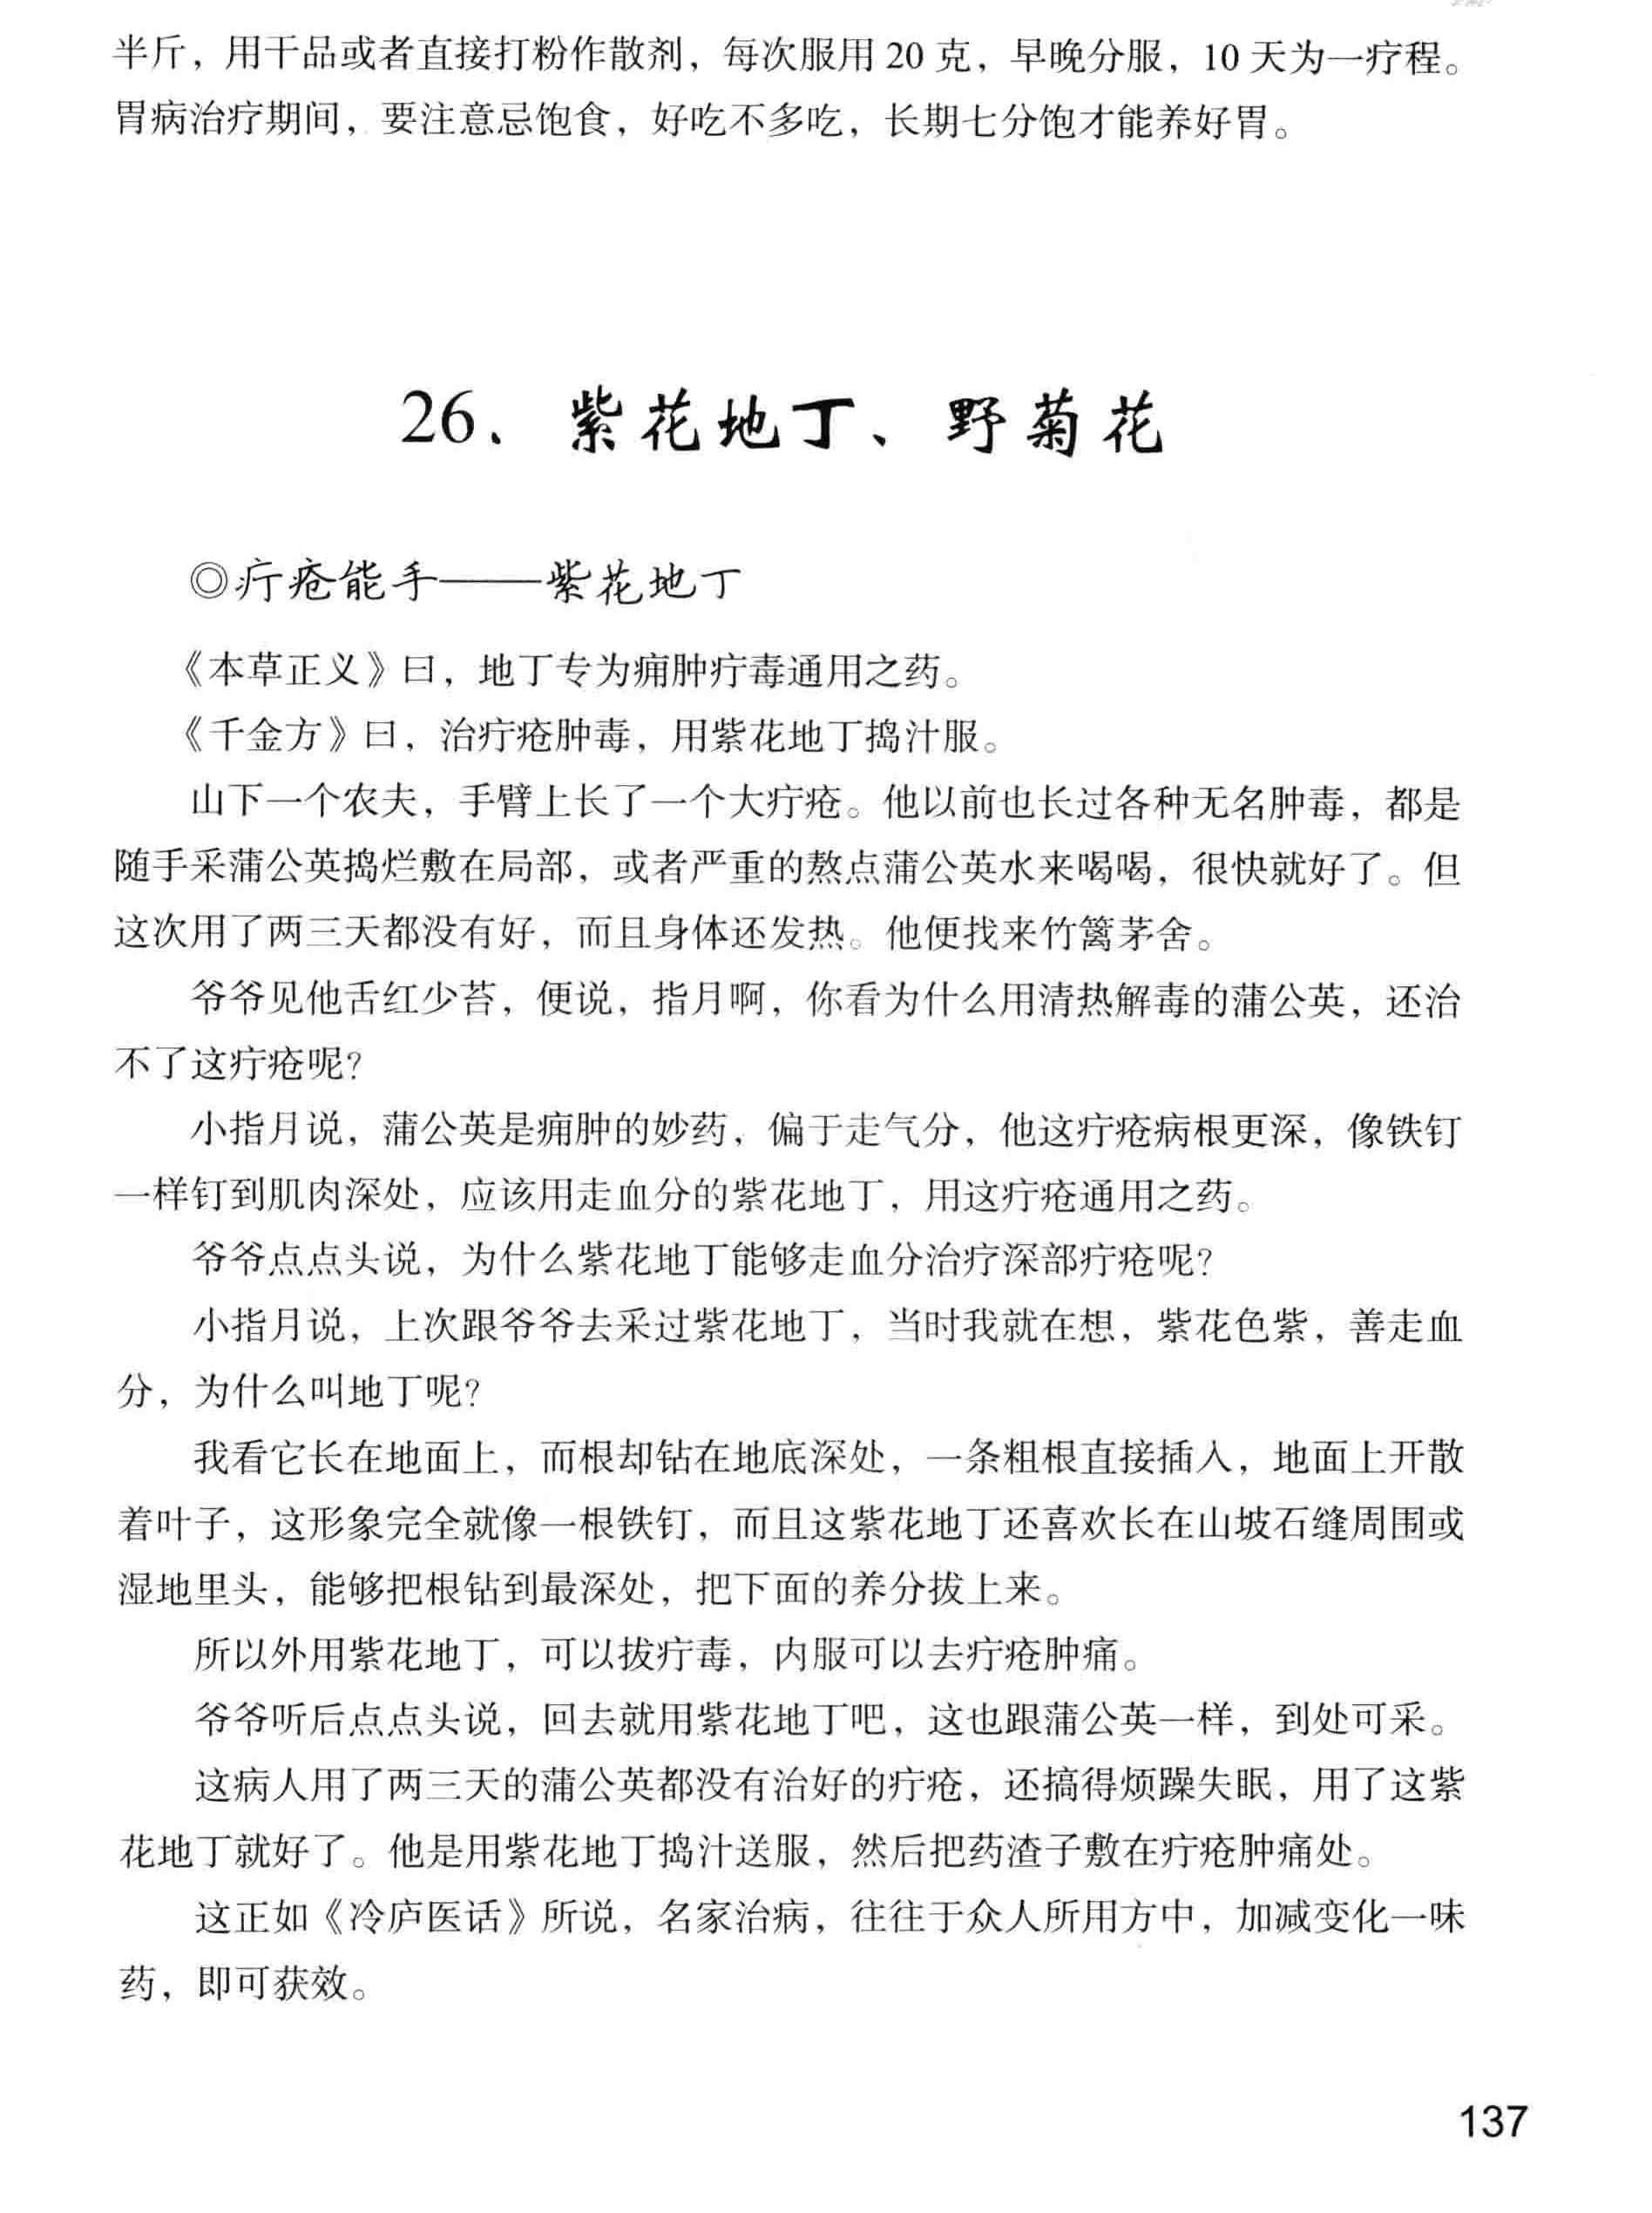 半斤，用干品或者直接打粉作散剂，每次服用 20 克，早晚分服，10 天为一疗程。
胃病治疗期间，要注意忌饱食，好吃不多吃，长期七分饱才能养好胃。
26、紫花地丁、野菊花
◎疔疮能手——紫花地丁
《本草正义》曰，地丁专为痈肿疔毒通用之药。
《千金方》曰，治疔疮肿毒，用紫花地丁捣汁服。
山下一个农夫，手臂上长了一个大疔疮。他以前也长过各种无名肿毒，都是
随手采蒲公英捣烂敷在局部，或者严重的熬点蒲公英水来喝喝，很快就好了。但
这次用了两三天都没有好，而且身体还发热。他便找来竹篱茅舍。
爷爷见他舌红少苔，便说，指月啊，你看为什么用清热解毒的蒲公英，还治
不了这疔疮呢？
小指月说，蒲公英是痈肿的妙药，偏于走气分，他这疔疮病根更深，像铁钉
一样钉到肌肉深处，应该用走血分的紫花地丁，用这疔疮通用之药。
爷爷点点头说，为什么紫花地丁能够走血分治疗深部疔疮呢？
小指月说，上次跟爷爷去采过紫花地丁，当时我就在想，紫花色紫，善走血
分，为什么叫地丁呢？
我看它长在地面上，而根却钻在地底深处，一条粗根直接插入，地面上开散
着叶子，这形象完全就像一根铁钉，而且这紫花地丁还喜欢长在山坡石缝周围或
湿地里头，能够把根钻到最深处，把下面的养分拔上来。
所以外用紫花地丁，可以拔疔毒，内服可以去疔疮肿痛。
爷爷听后点点头说，回去就用紫花地丁吧，这也跟蒲公英一样，到处可采。
这病人用了两三天的蒲公英都没有治好的疔疮，还搞得烦躁失眠，用了这紫
花地丁就好了。他是用紫花地丁捣汁送服，然后把药渣子敷在疔疮肿痛处。
这正如《冷庐医话》所说，名家治病，往往于众人所用方中，加减变化一味
药，即可获效。
137